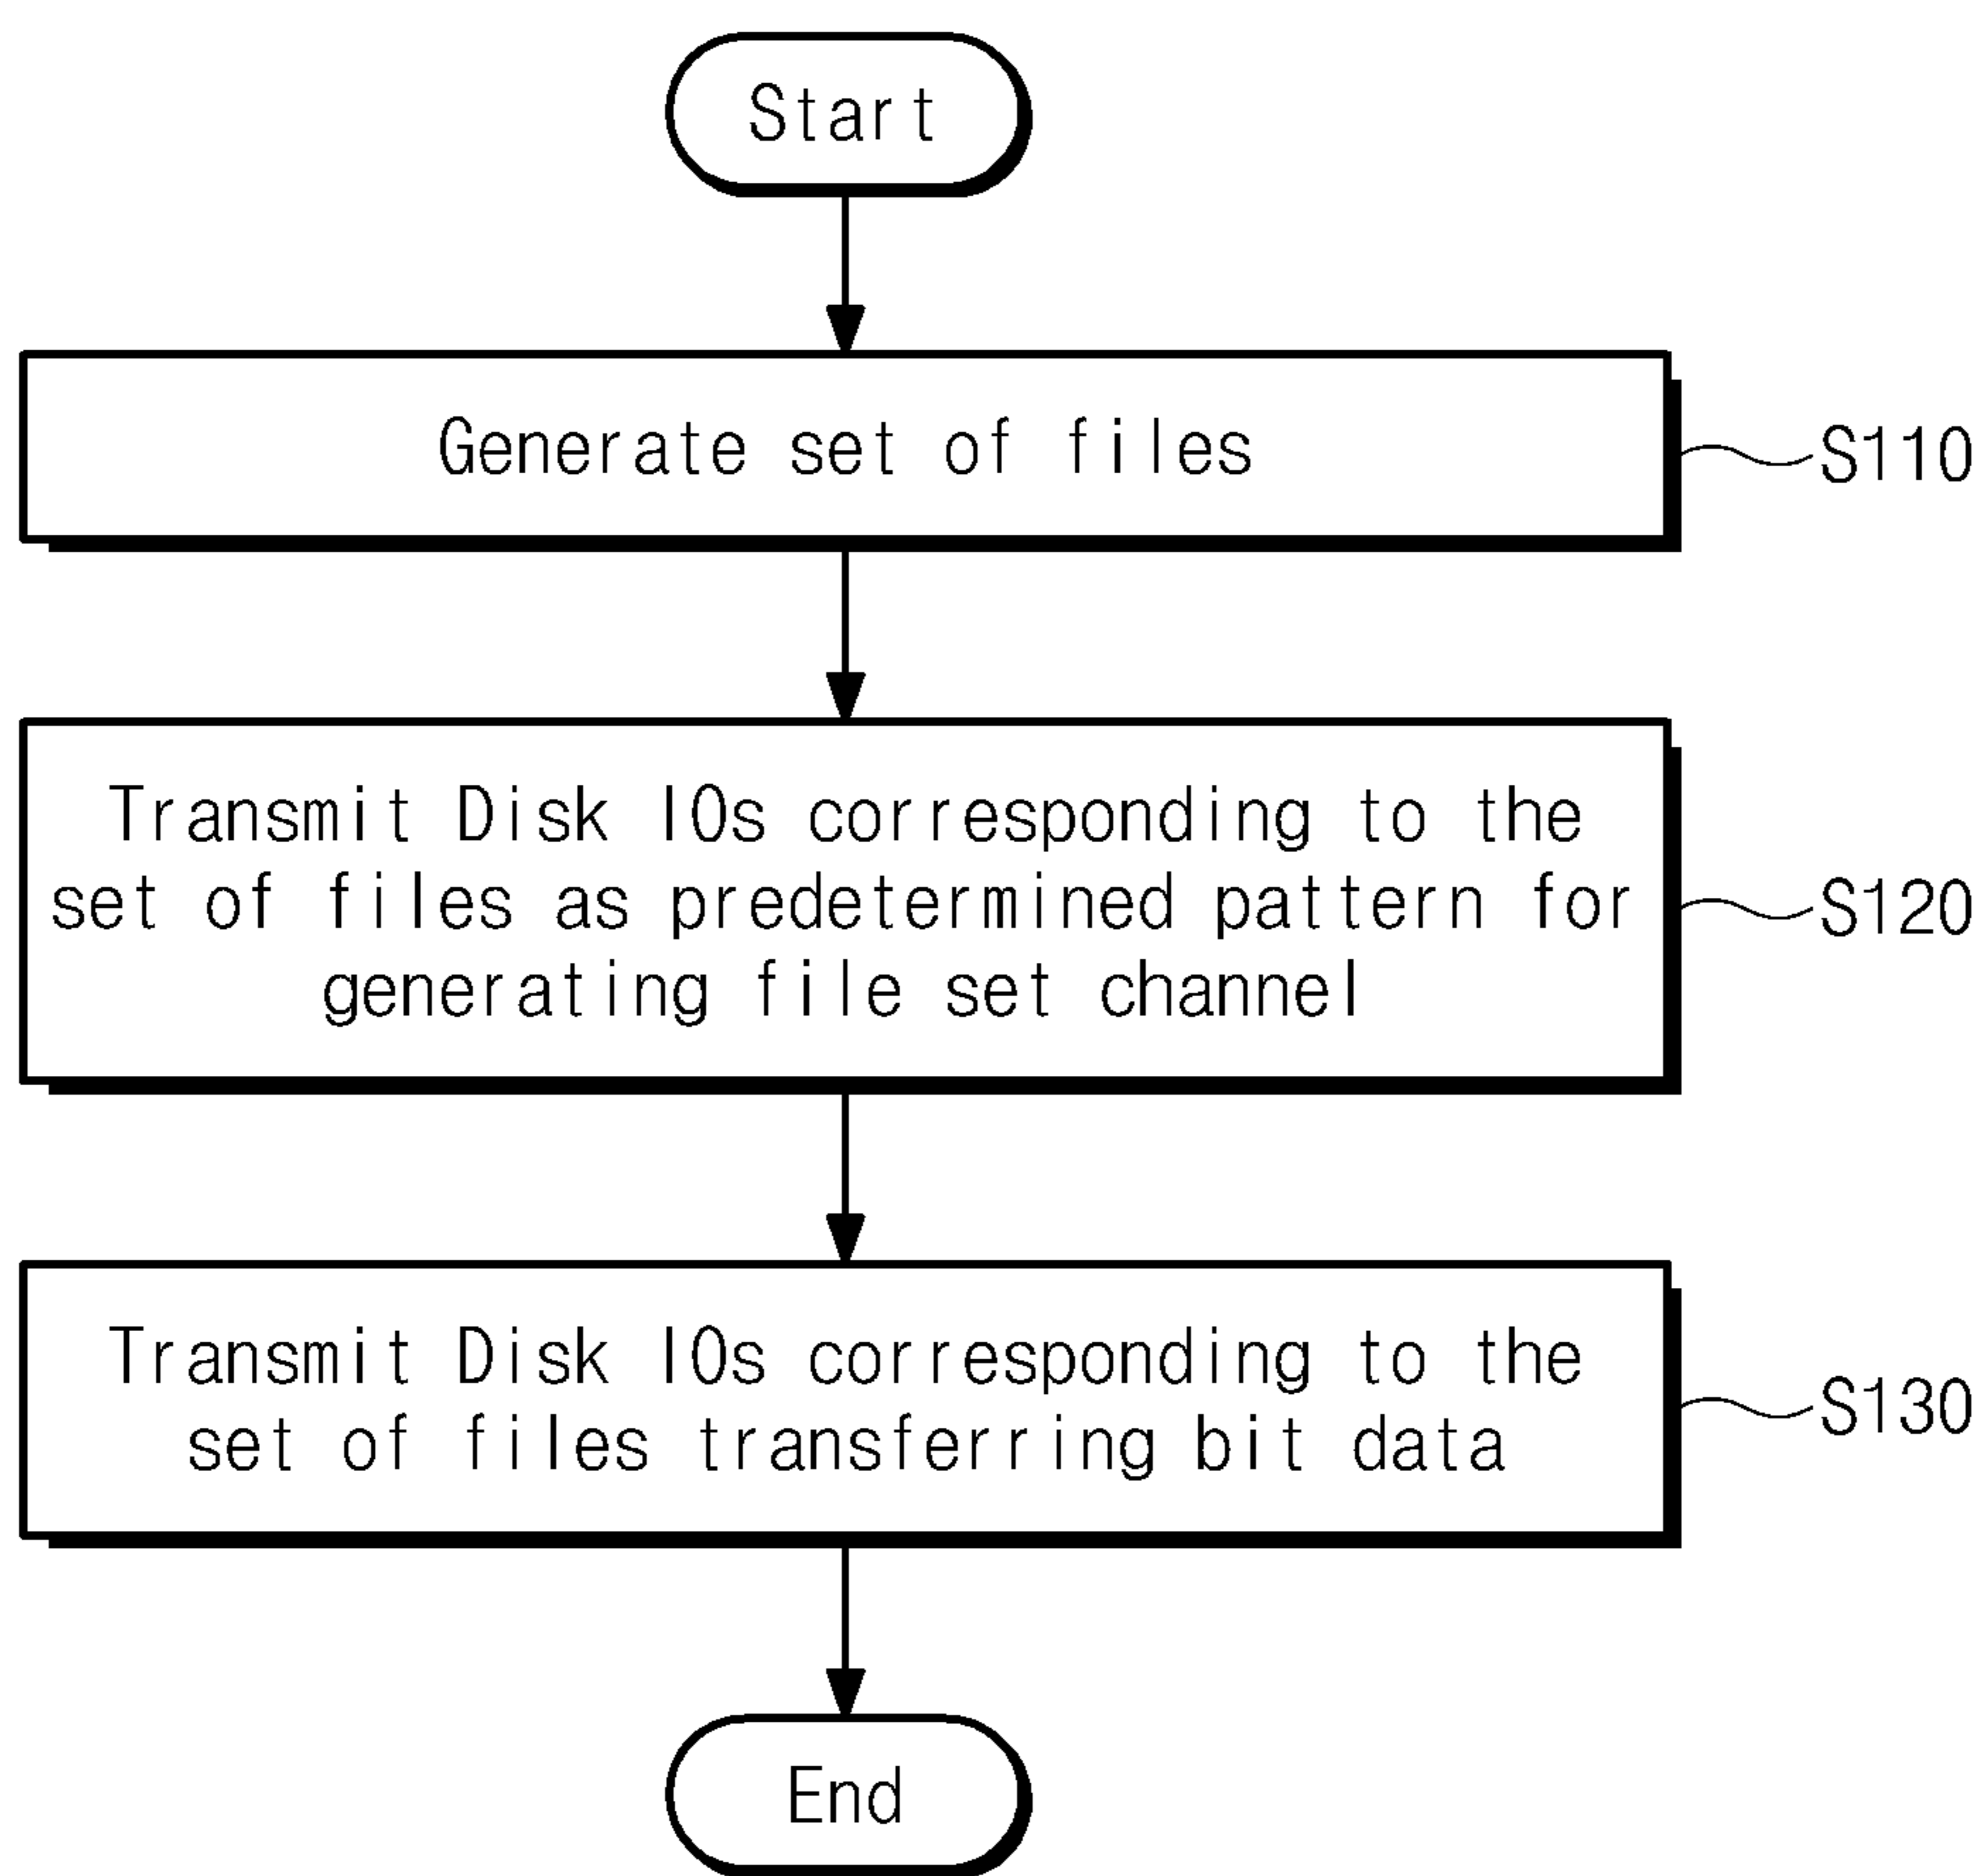 Start
Generate set of files
S110
Transmit Disk IOs corresponding to the
set of files as predetermined pattern for
generating file set channel
S120
Transmit Disk IOs corresponding to the
set of files transferring bit data
S130
End